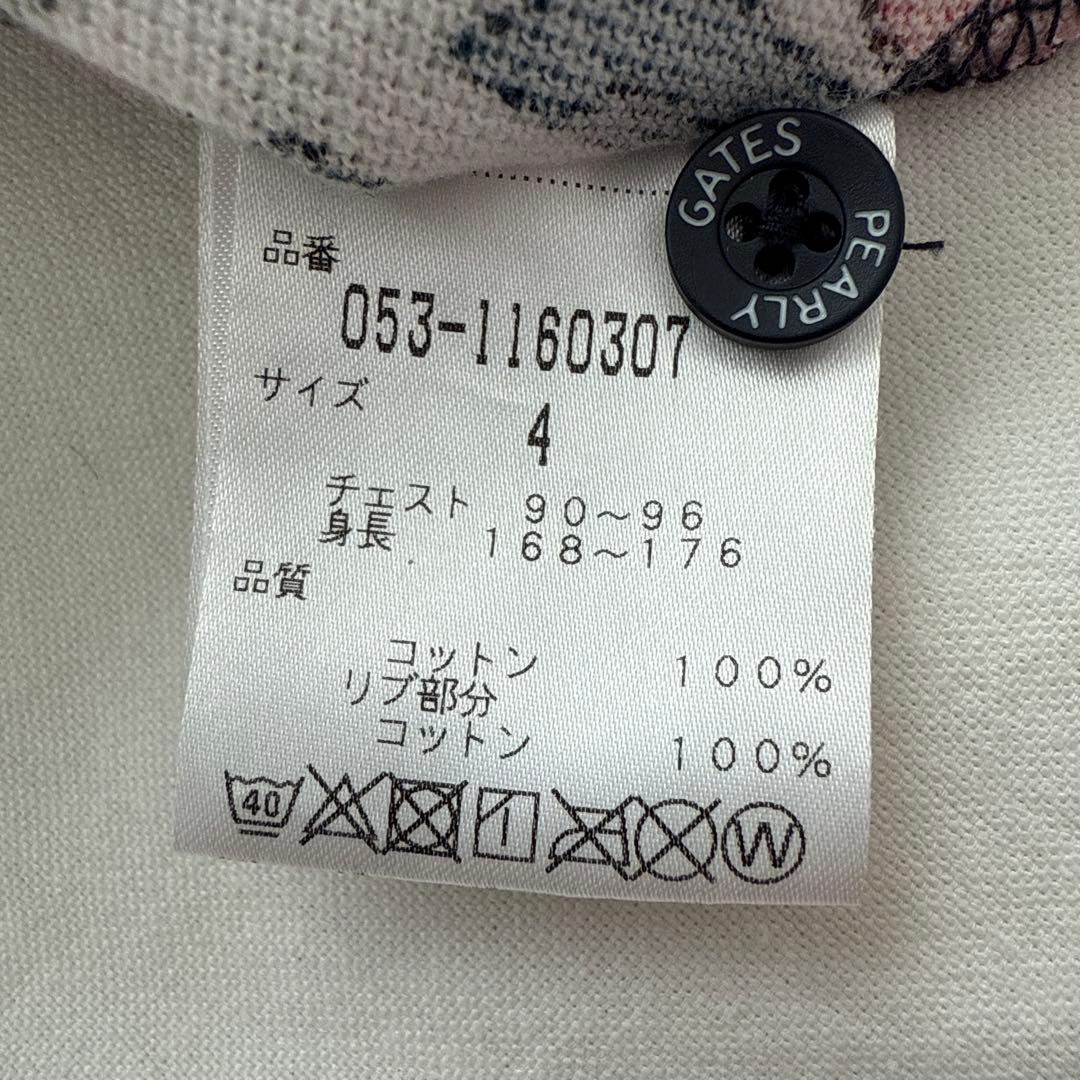 GATES
PEARLY
品番
053-1160307
サイズ
4
チェスト 90～96
身長 168～176
品質
コットン 100%
リブ部分
コットン 100%
40
W